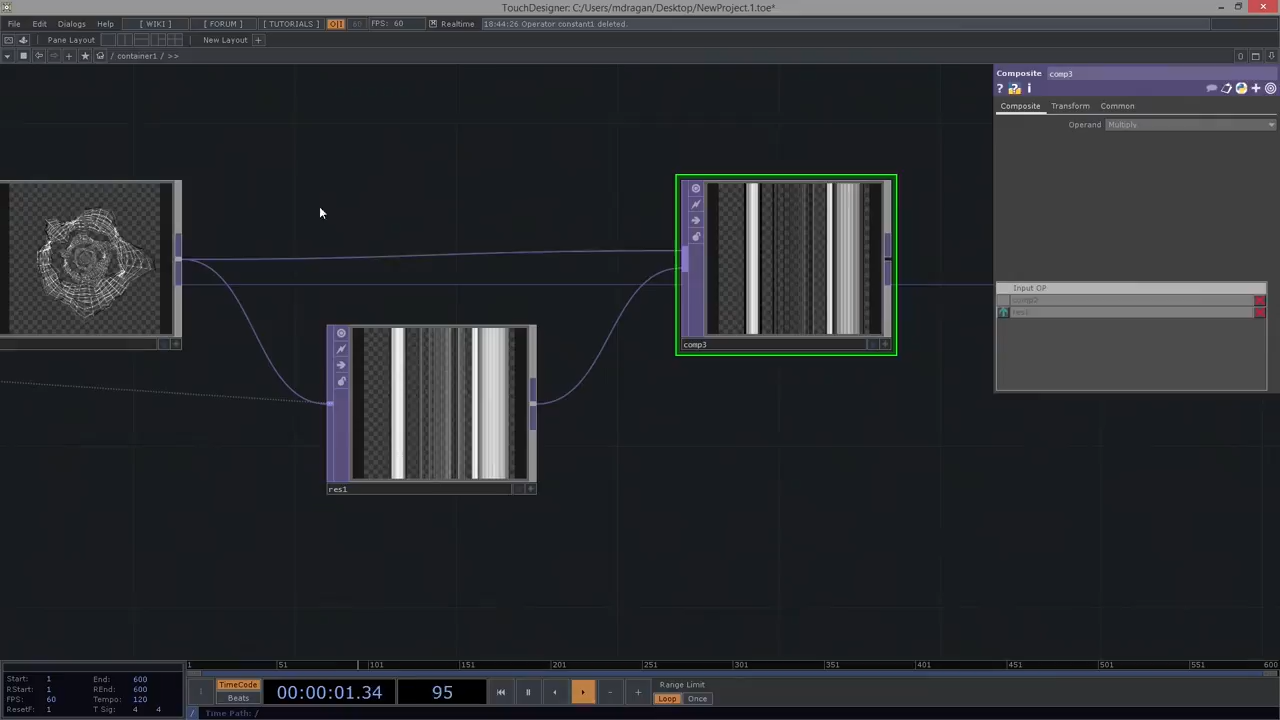 TouchDesigner: C:/Users/mdragan/Desktop/NewProject.1.toe*
File Edit Dialogs Help [ WIKI ] [ FORUM ] [ TUTORIALS ] O|I 60 FPS: 60 Realtime 18:44:26 Operator constant1 deleted.
Pane Layout New Layout +
/ container1 / >> 0
Composite comp3
? ? i
Composite Transform Common
Operand Multiply
Input OP
comp2
res1
comp3
res1
1 51 101 151 201 251 301 351 401 451 501 551 600
Start: 1 End: 600
RStart: 1 REnd: 600
FPS: 60 Tempo: 120
ResetF: 1 T Sig: 4 4
TimeCode
Beats
00:00:01.34 95
Range Limit
Loop Once
/ Time Path: /